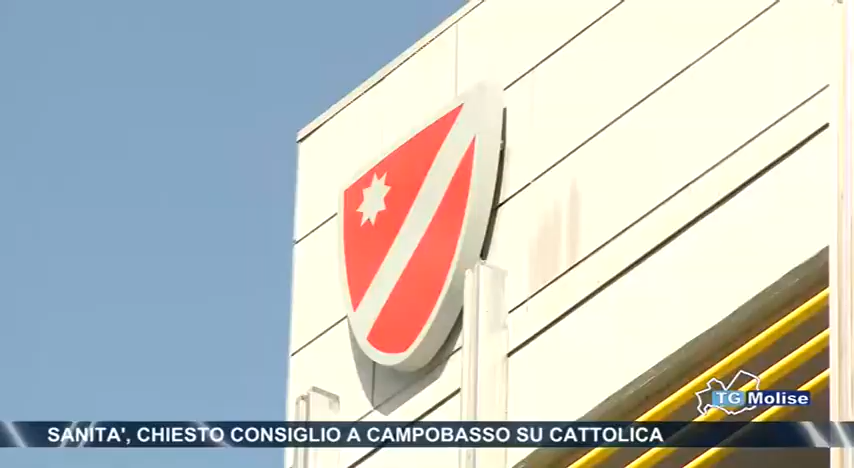 TG Molise
SANITA', CHIESTO CONSIGLIO A CAMPOBASSO SU CATTOLICA